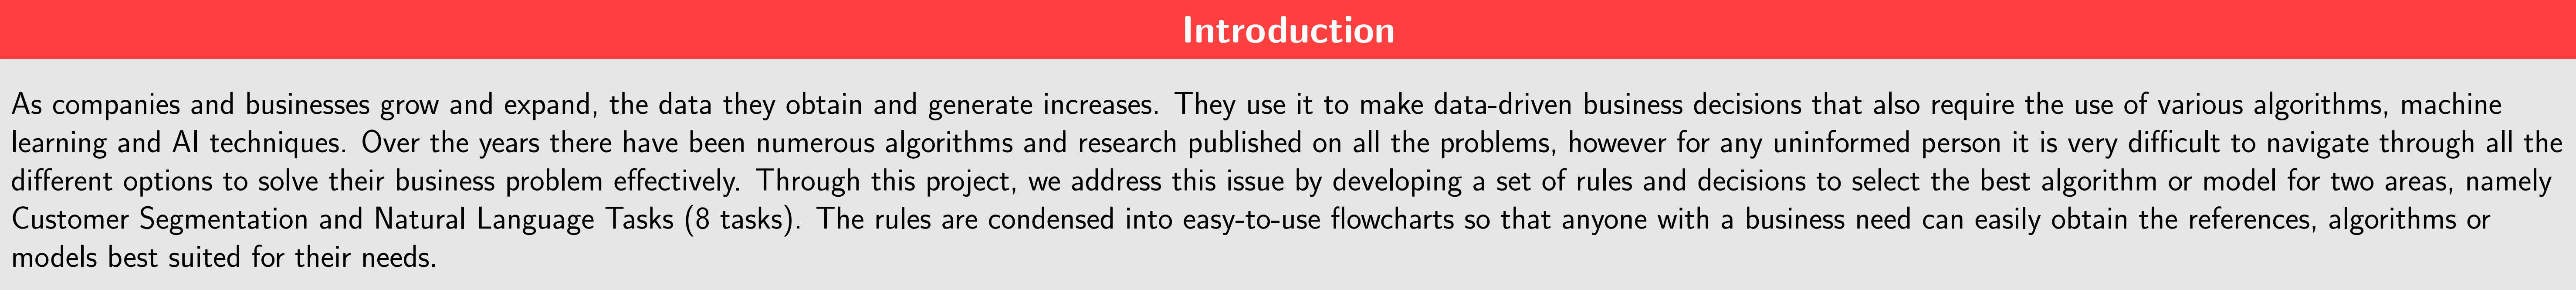 Introduction
As companies and businesses grow and expand, the data they obtain and generate increases. They use it to make data-driven business decisions that also require the use of various algorithms, machine
learning and AI techniques. Over the years there have been numerous algorithms and research published on all the problems, however for any uninformed person it is very difficult to navigate through all the
different options to solve their business problem effectively. Through this project, we address this issue by developing a set of rules and decisions to select the best algorithm or model for two areas, namely
Customer Segmentation and Natural Language Tasks (8 tasks). The rules are condensed into easy-to-use flowcharts so that anyone with a business need can easily obtain the references, algorithms or
models best suited for their needs.